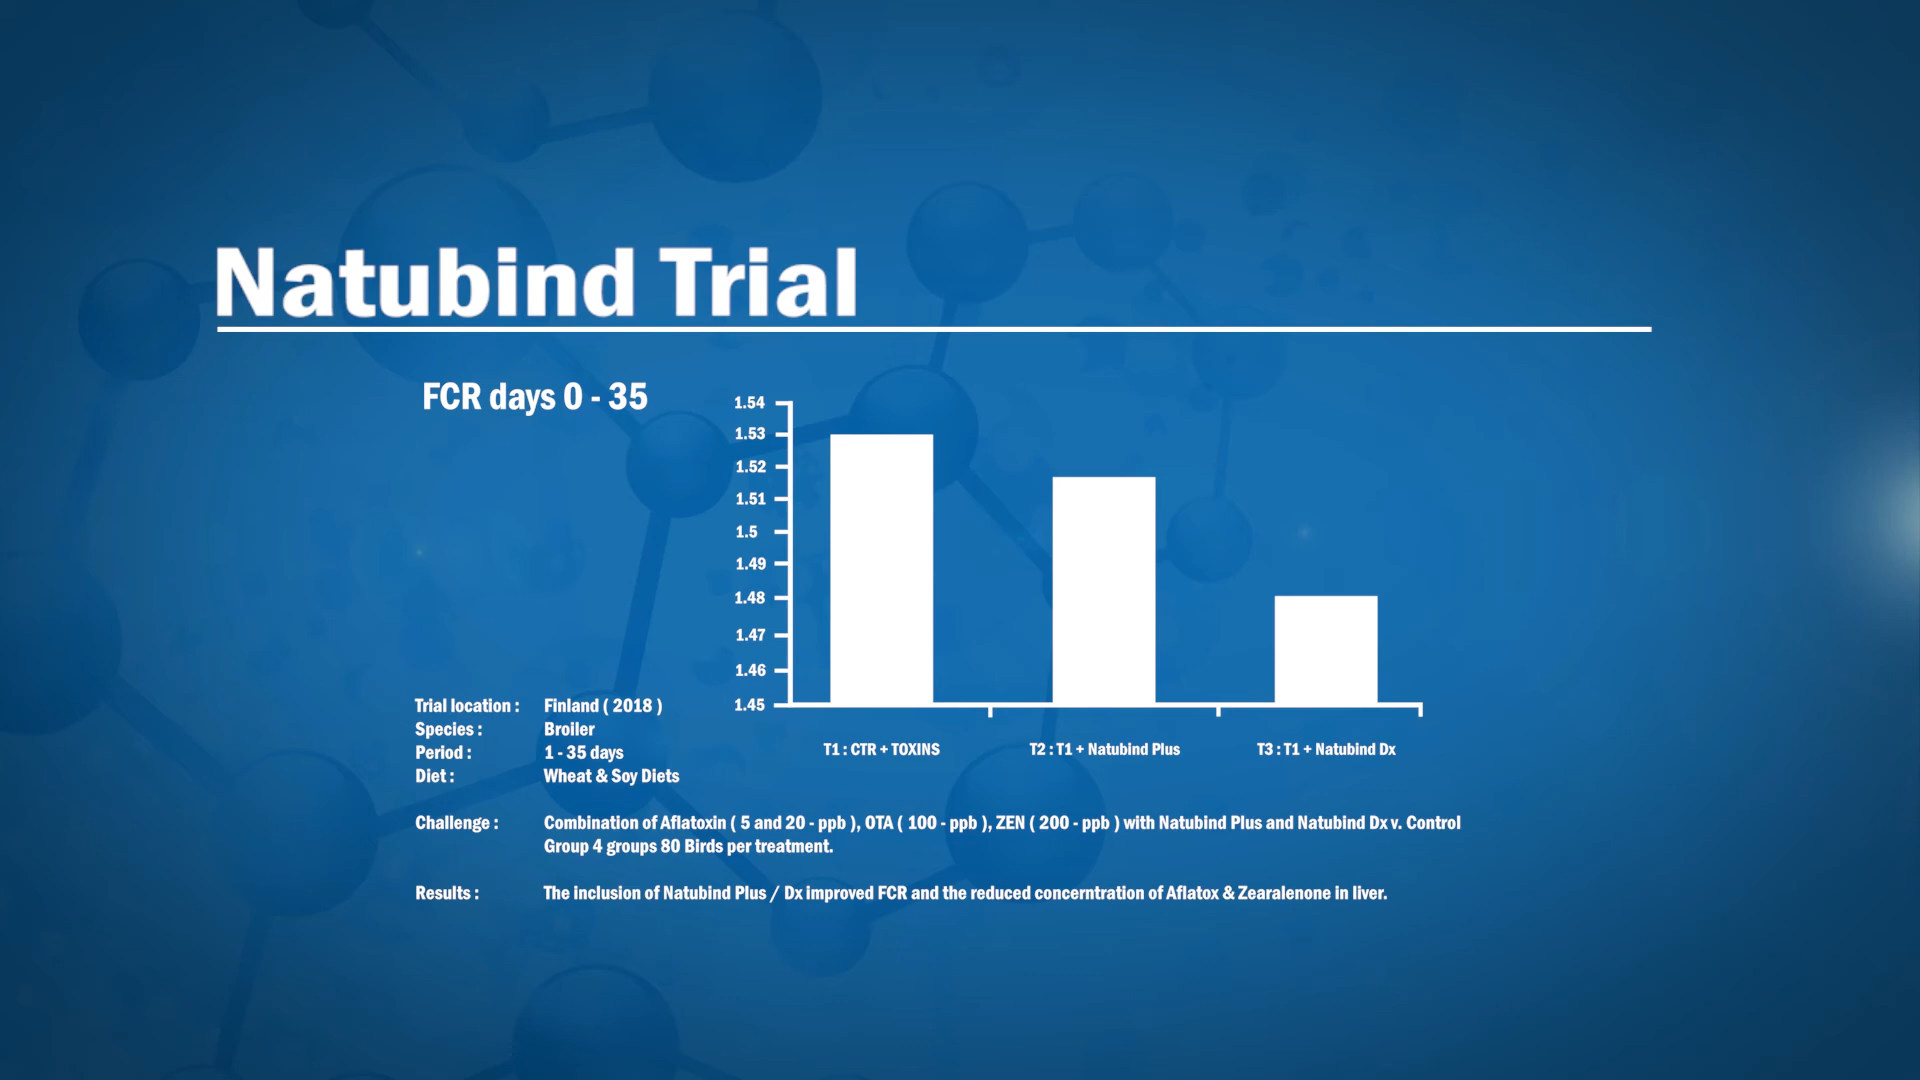 Natubind Trial
FCR days 0 - 35
1.54
1.53
1.52
1.51
1.5
1.49
1.48
1.47
1.46
1.45
T1 : CTR + TOXINS
T2 : T1 + Natubind Plus
T3 : T1 + Natubind Dx
Trial location : Finland ( 2018 )
Species : Broiler
Period : 1 - 35 days
Diet : Wheat & Soy Diets
Challenge : Combination of Aflatoxin ( 5 and 20 - ppb ), OTA ( 100 - ppb ), ZEN ( 200 - ppb ) with Natubind Plus and Natubind Dx v. Control
Group 4 groups 80 Birds per treatment.
Results : The inclusion of Natubind Plus / Dx improved FCR and the reduced concerntration of Aflatox & Zearalenone in liver.